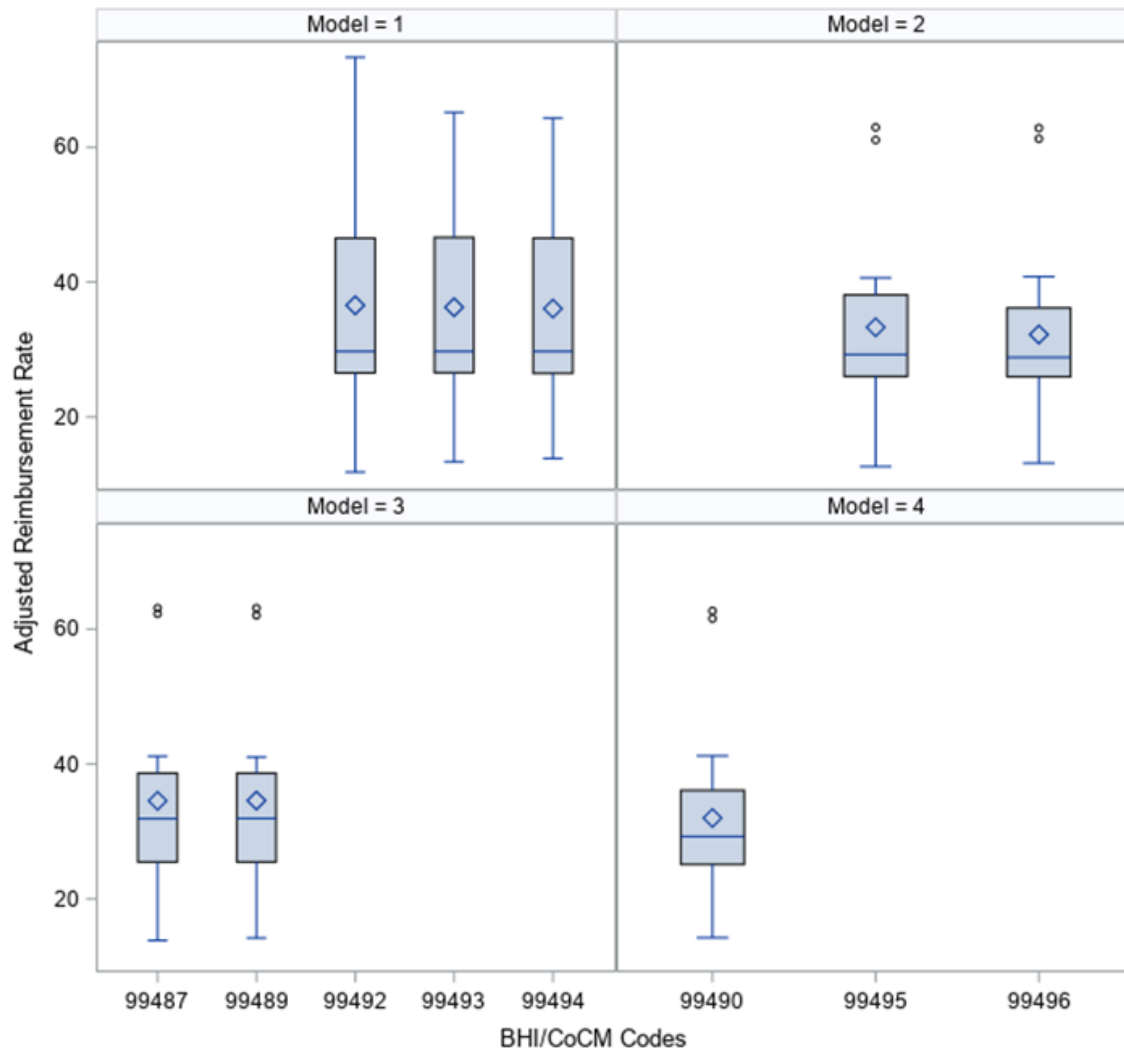 Model = 1
Model = 2
Adjusted Reimbursement Rate
60
40
20
Model = 3
Model = 4
60
40
20
99487 99489 99492 99493 99494 99490 99495 99496
BHI/CoCM Codes